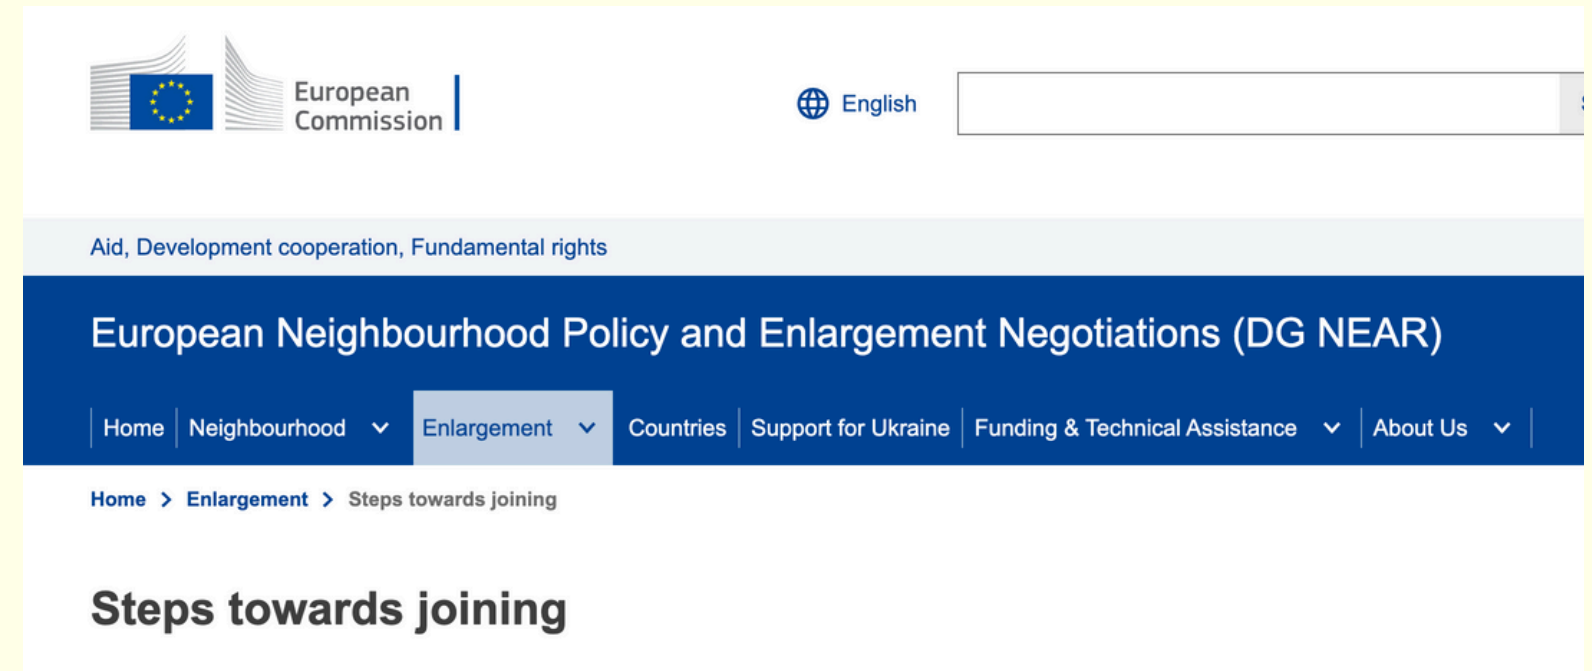 European
Commission
English
Aid, Development cooperation, Fundamental rights
European Neighbourhood Policy and Enlargement Negotiations (DG NEAR)
Home Neighbourhood Enlargement Countries Support for Ukraine Funding & Technical Assistance About Us
Home > Enlargement > Steps towards joining
Steps towards joining